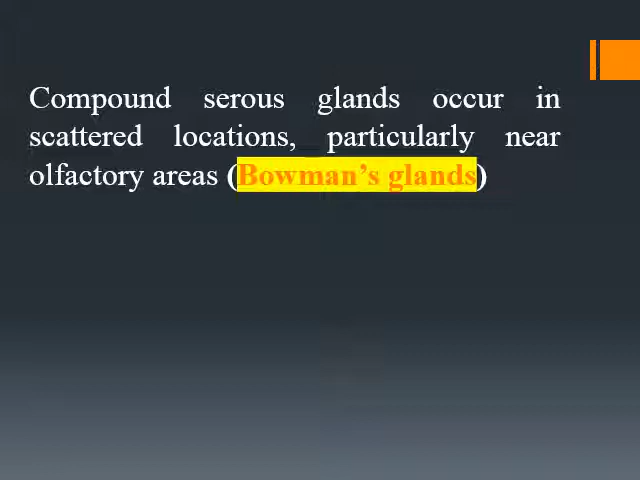 Compound serous glands occur in
scattered locations, particularly near
olfactory areas (Bowman’s glands)